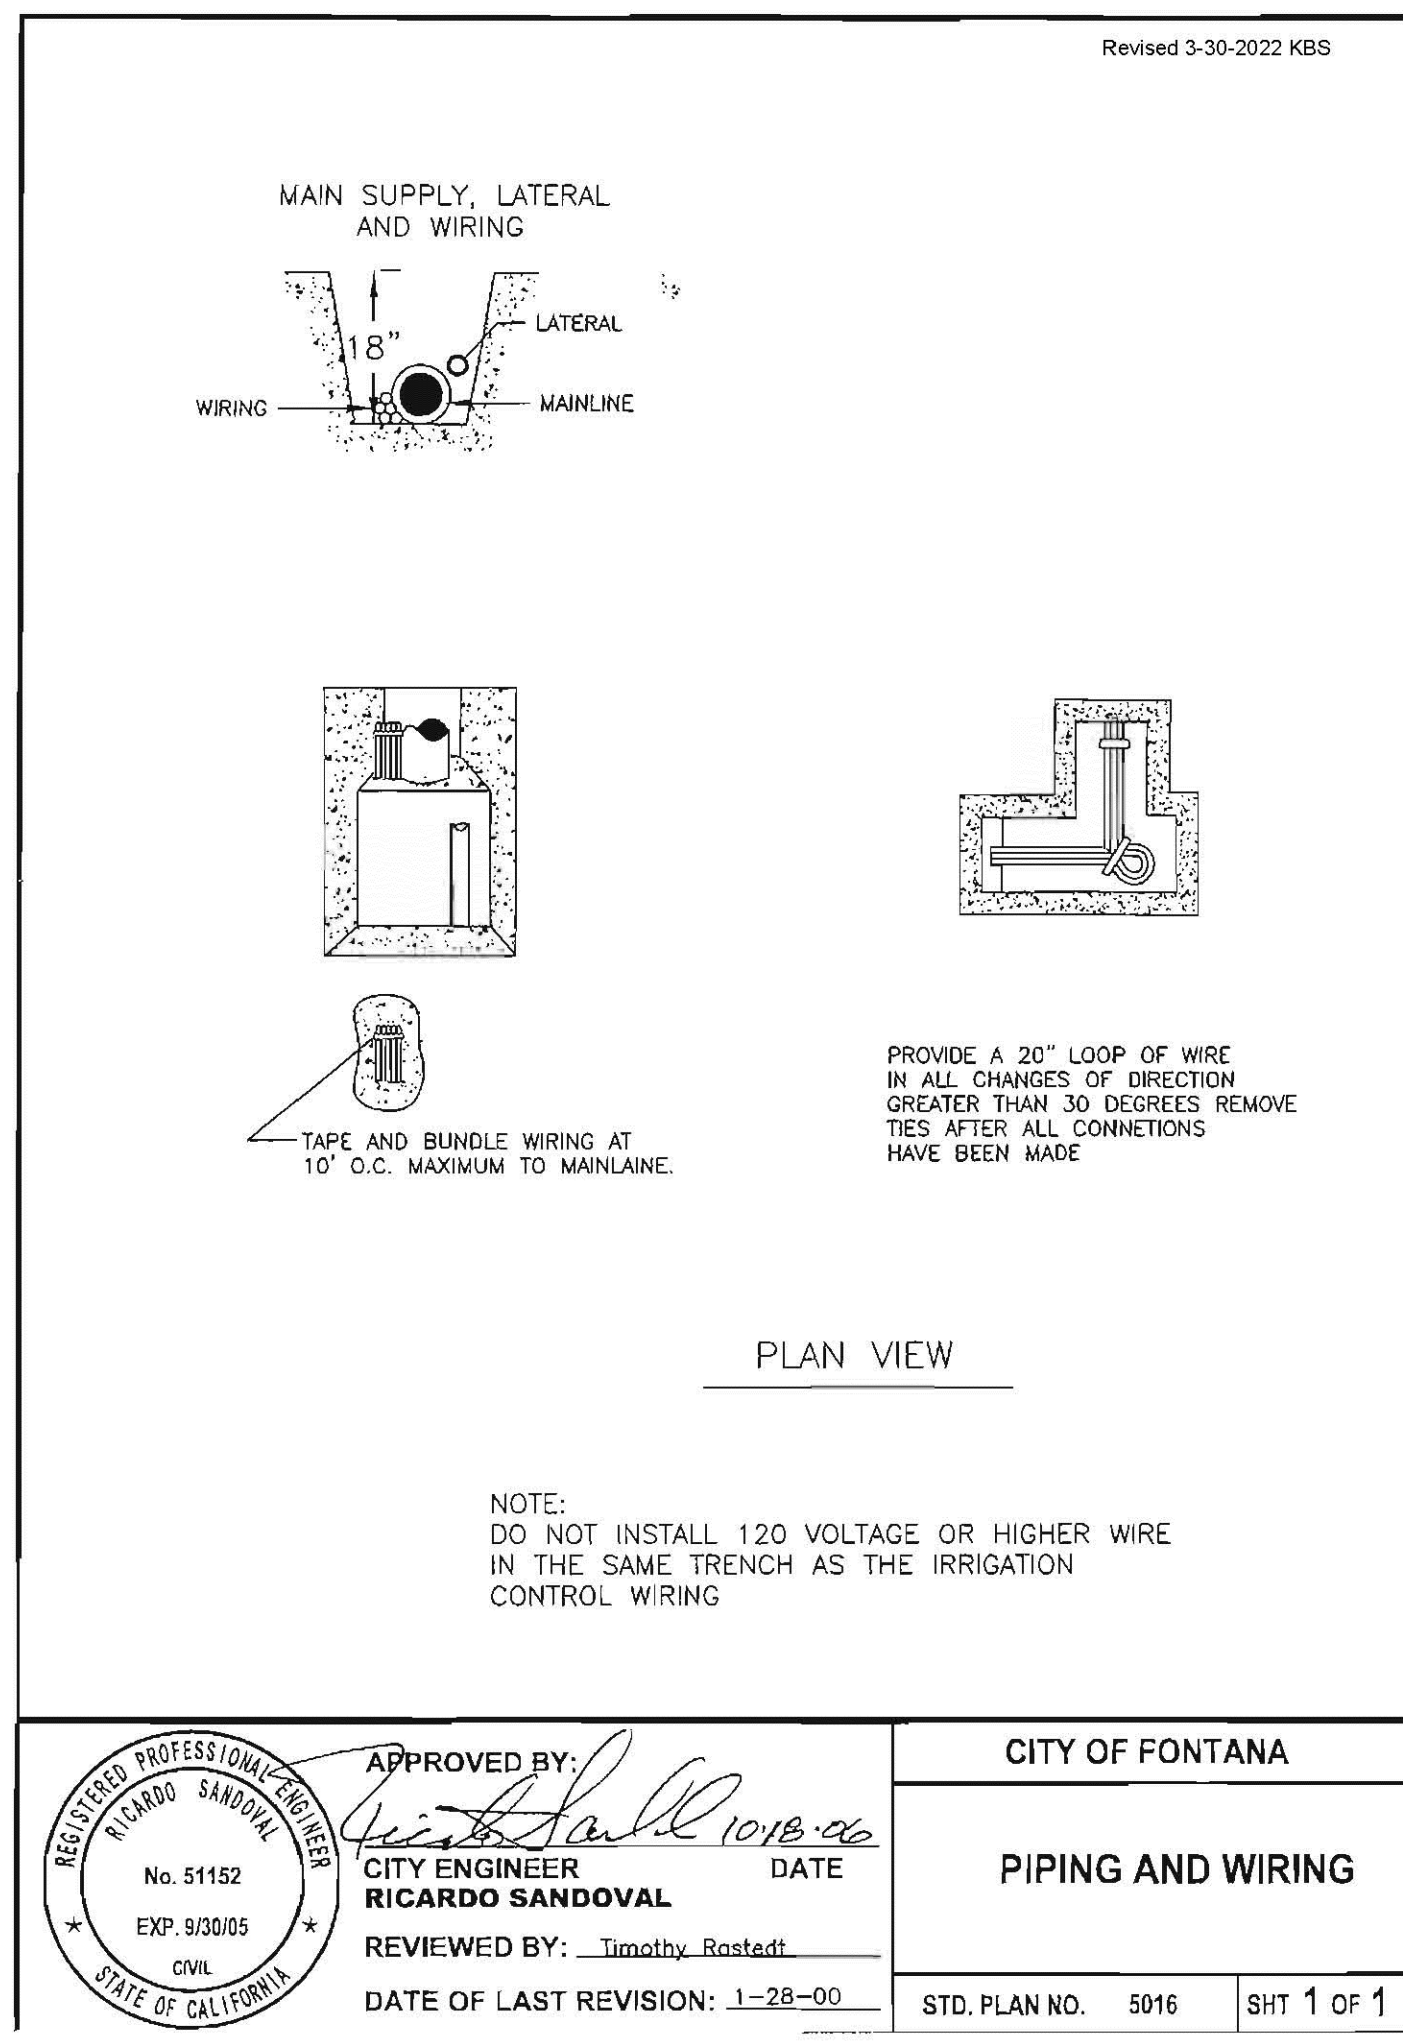 Revised 3-30-2022 KBS
MAIN SUPPLY, LATERAL
AND WIRING
18"
LATERAL
WIRING
MAINLINE
TAPE AND BUNDLE WIRING AT
10' O.C. MAXIMUM TO MAINLAINE.
PROVIDE A 20" LOOP OF WIRE
IN ALL CHANGES OF DIRECTION
GREATER THAN 30 DEGREES REMOVE
TIES AFTER ALL CONNETIONS
HAVE BEEN MADE
PLAN VIEW
NOTE:
DO NOT INSTALL 120 VOLTAGE OR HIGHER WIRE
IN THE SAME TRENCH AS THE IRRIGATION
CONTROL WIRING
REGISTERED PROFESSIONAL ENGINEER
RICARDO SANDOVAL
No. 51152
EXP. 9/30/05
CIVIL
STATE OF CALIFORNIA
APPROVED BY:
10·18·06
CITY ENGINEER DATE
RICARDO SANDOVAL
REVIEWED BY: Timothy Rastedt
DATE OF LAST REVISION: 1-28-00
CITY OF FONTANA
PIPING AND WIRING
STD. PLAN NO. 5016
SHT 1 OF 1